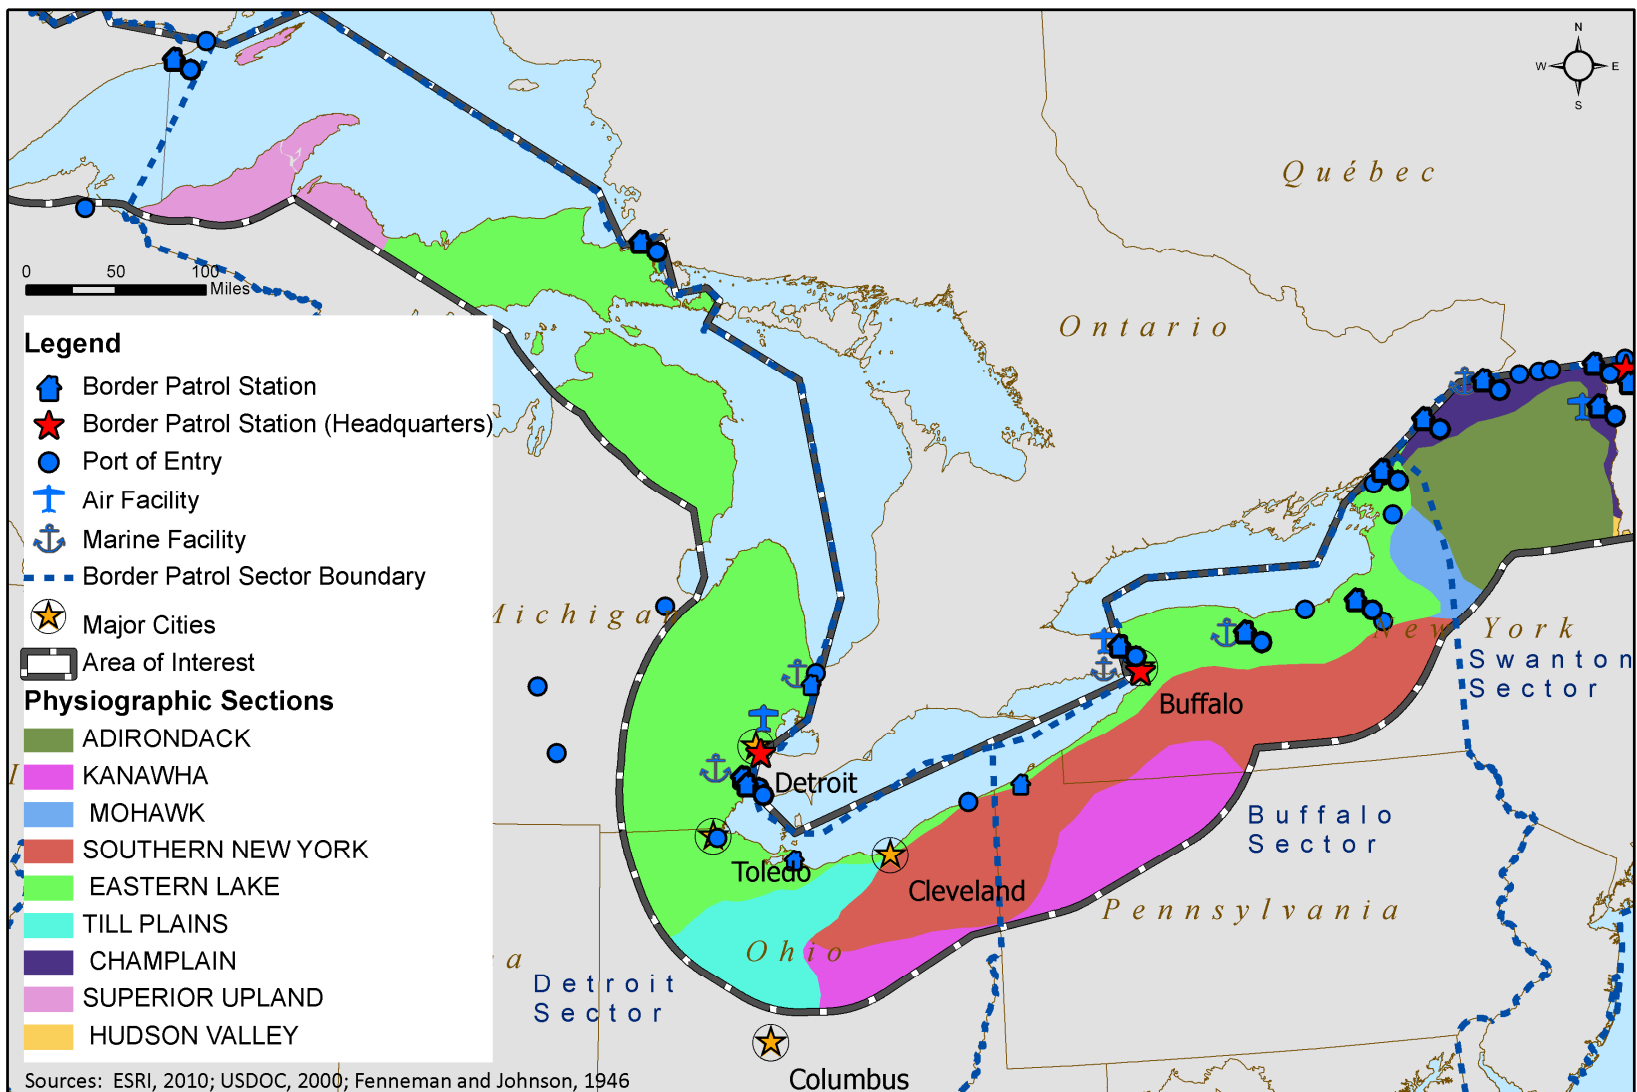 N
W E
S
Québec
Ontario
0 50 100
Miles
Legend
Border Patrol Station
Border Patrol Station (Headquarters)
Port of Entry
Air Facility
Marine Facility
Border Patrol Sector Boundary
Major Cities
Area of Interest
Physiographic Sections
ADIRONDACK
KANAWHA
MOHAWK
SOUTHERN NEW YORK
EASTERN LAKE
TILL PLAINS
CHAMPLAIN
SUPERIOR UPLAND
HUDSON VALLEY
Michigan
New York
Swanton
Sector
Buffalo
Detroit
Buffalo
Sector
Toledo
Cleveland
Pennsylvania
Ohio
a
Detroit
Sector
Columbus
Sources: ESRI, 2010; USDOC, 2000; Fenneman and Johnson, 1946